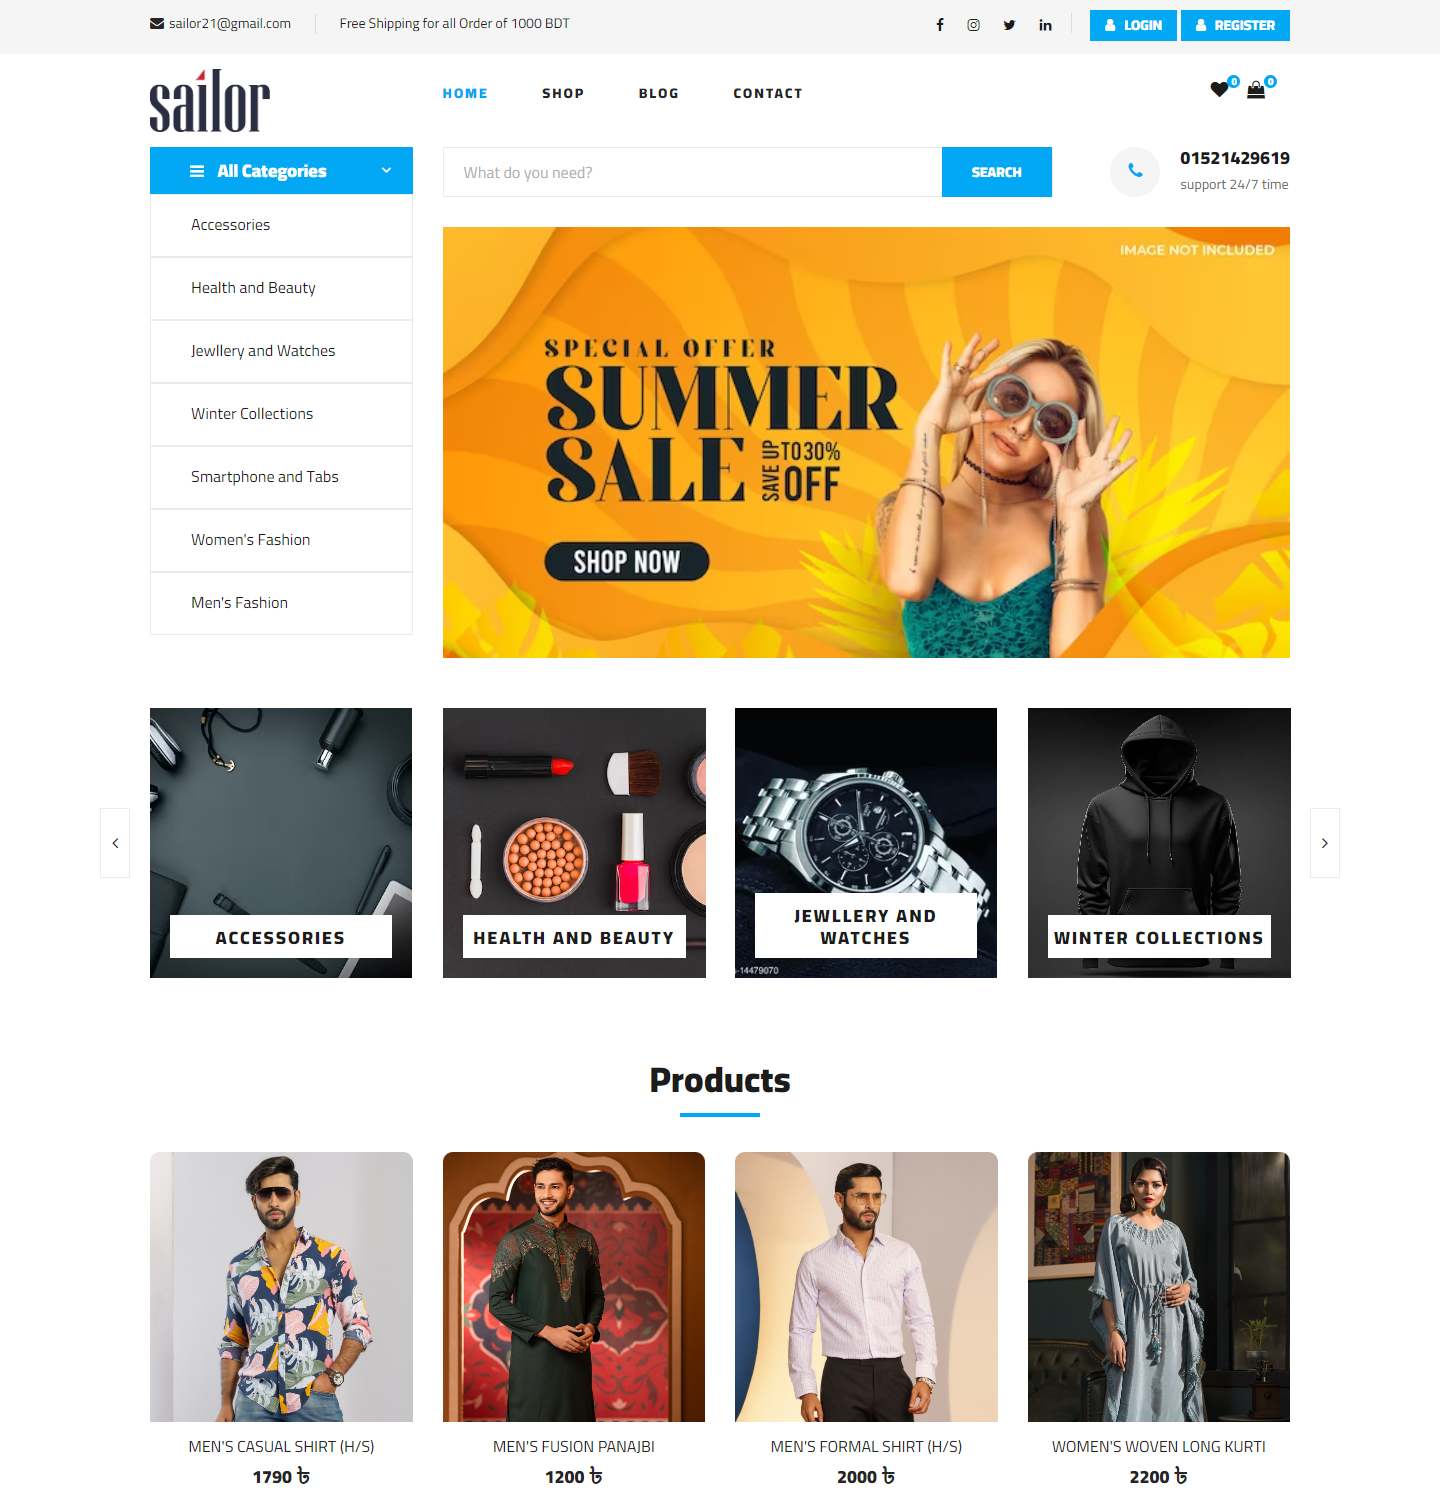 sailor21@gmail.com
Free Shipping for all Order of 1000 BDT
LOGIN
REGISTER
sailor
HOME
SHOP
BLOG
CONTACT
0
0
All Categories
What do you need?
SEARCH
01521429619
support 24/7 time
Accessories
Health and Beauty
Jewllery and Watches
Winter Collections
Smartphone and Tabs
Women's Fashion
Men's Fashion
IMAGE NOT INCLUDED
SPECIAL OFFER
SUMMER
SALE
SAVE UP
TO 30%
OFF
SHOP NOW
ACCESSORIES
HEALTH AND BEAUTY
JEWLLERY AND
WATCHES
-14479070
WINTER COLLECTIONS
Products
MEN'S CASUAL SHIRT (H/S)
1790 ৳
MEN'S FUSION PANAJBI
1200 ৳
MEN'S FORMAL SHIRT (H/S)
2000 ৳
WOMEN'S WOVEN LONG KURTI
2200 ৳